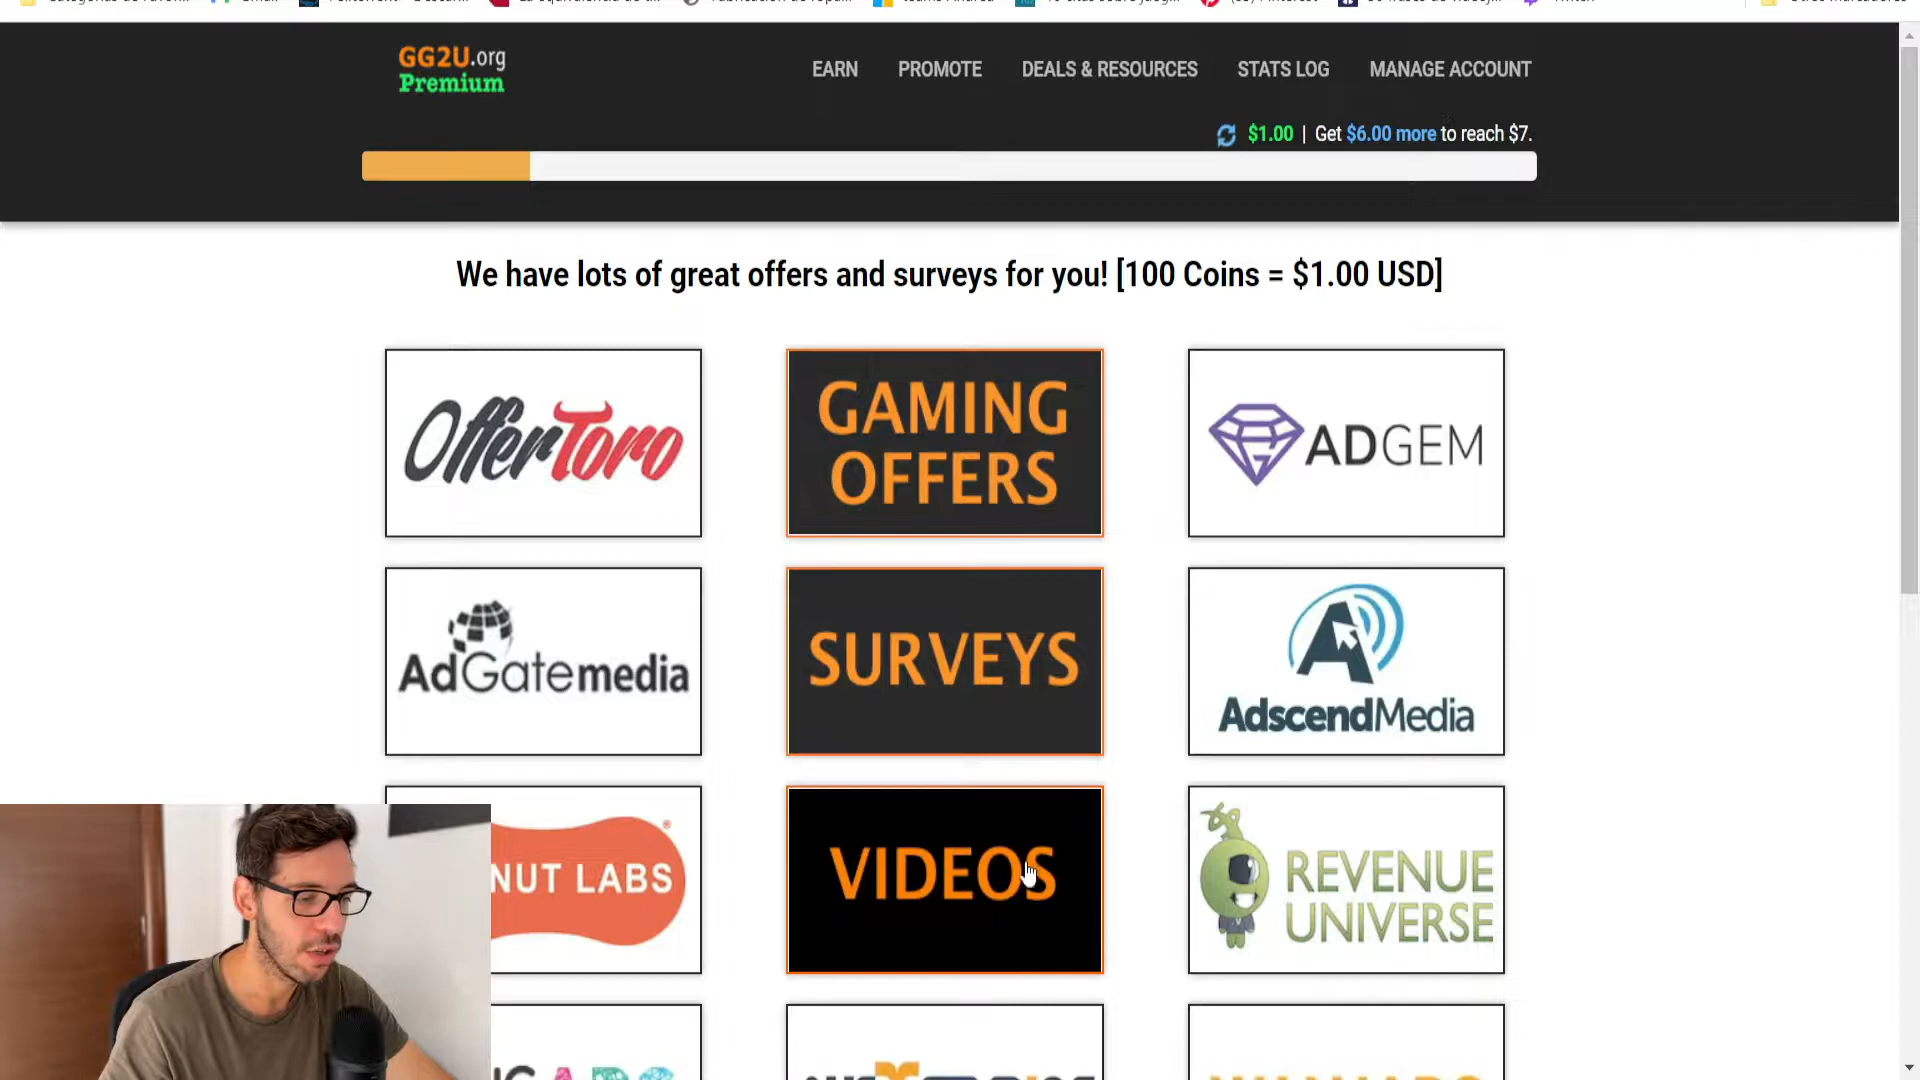 GG2U.org
Premium
EARN PROMOTE DEALS & RESOURCES STATS LOG MANAGE ACCOUNT
$1.00 | Get $6.00 more to reach $7.
We have lots of great offers and surveys for you! [100 Coins = $1.00 USD]
OfferToro
GAMING
OFFERS
ADGEM
AdGatemedia
SURVEYS
AdscendMedia
NUT LABS
VIDEOS
REVENUE
UNIVERSE